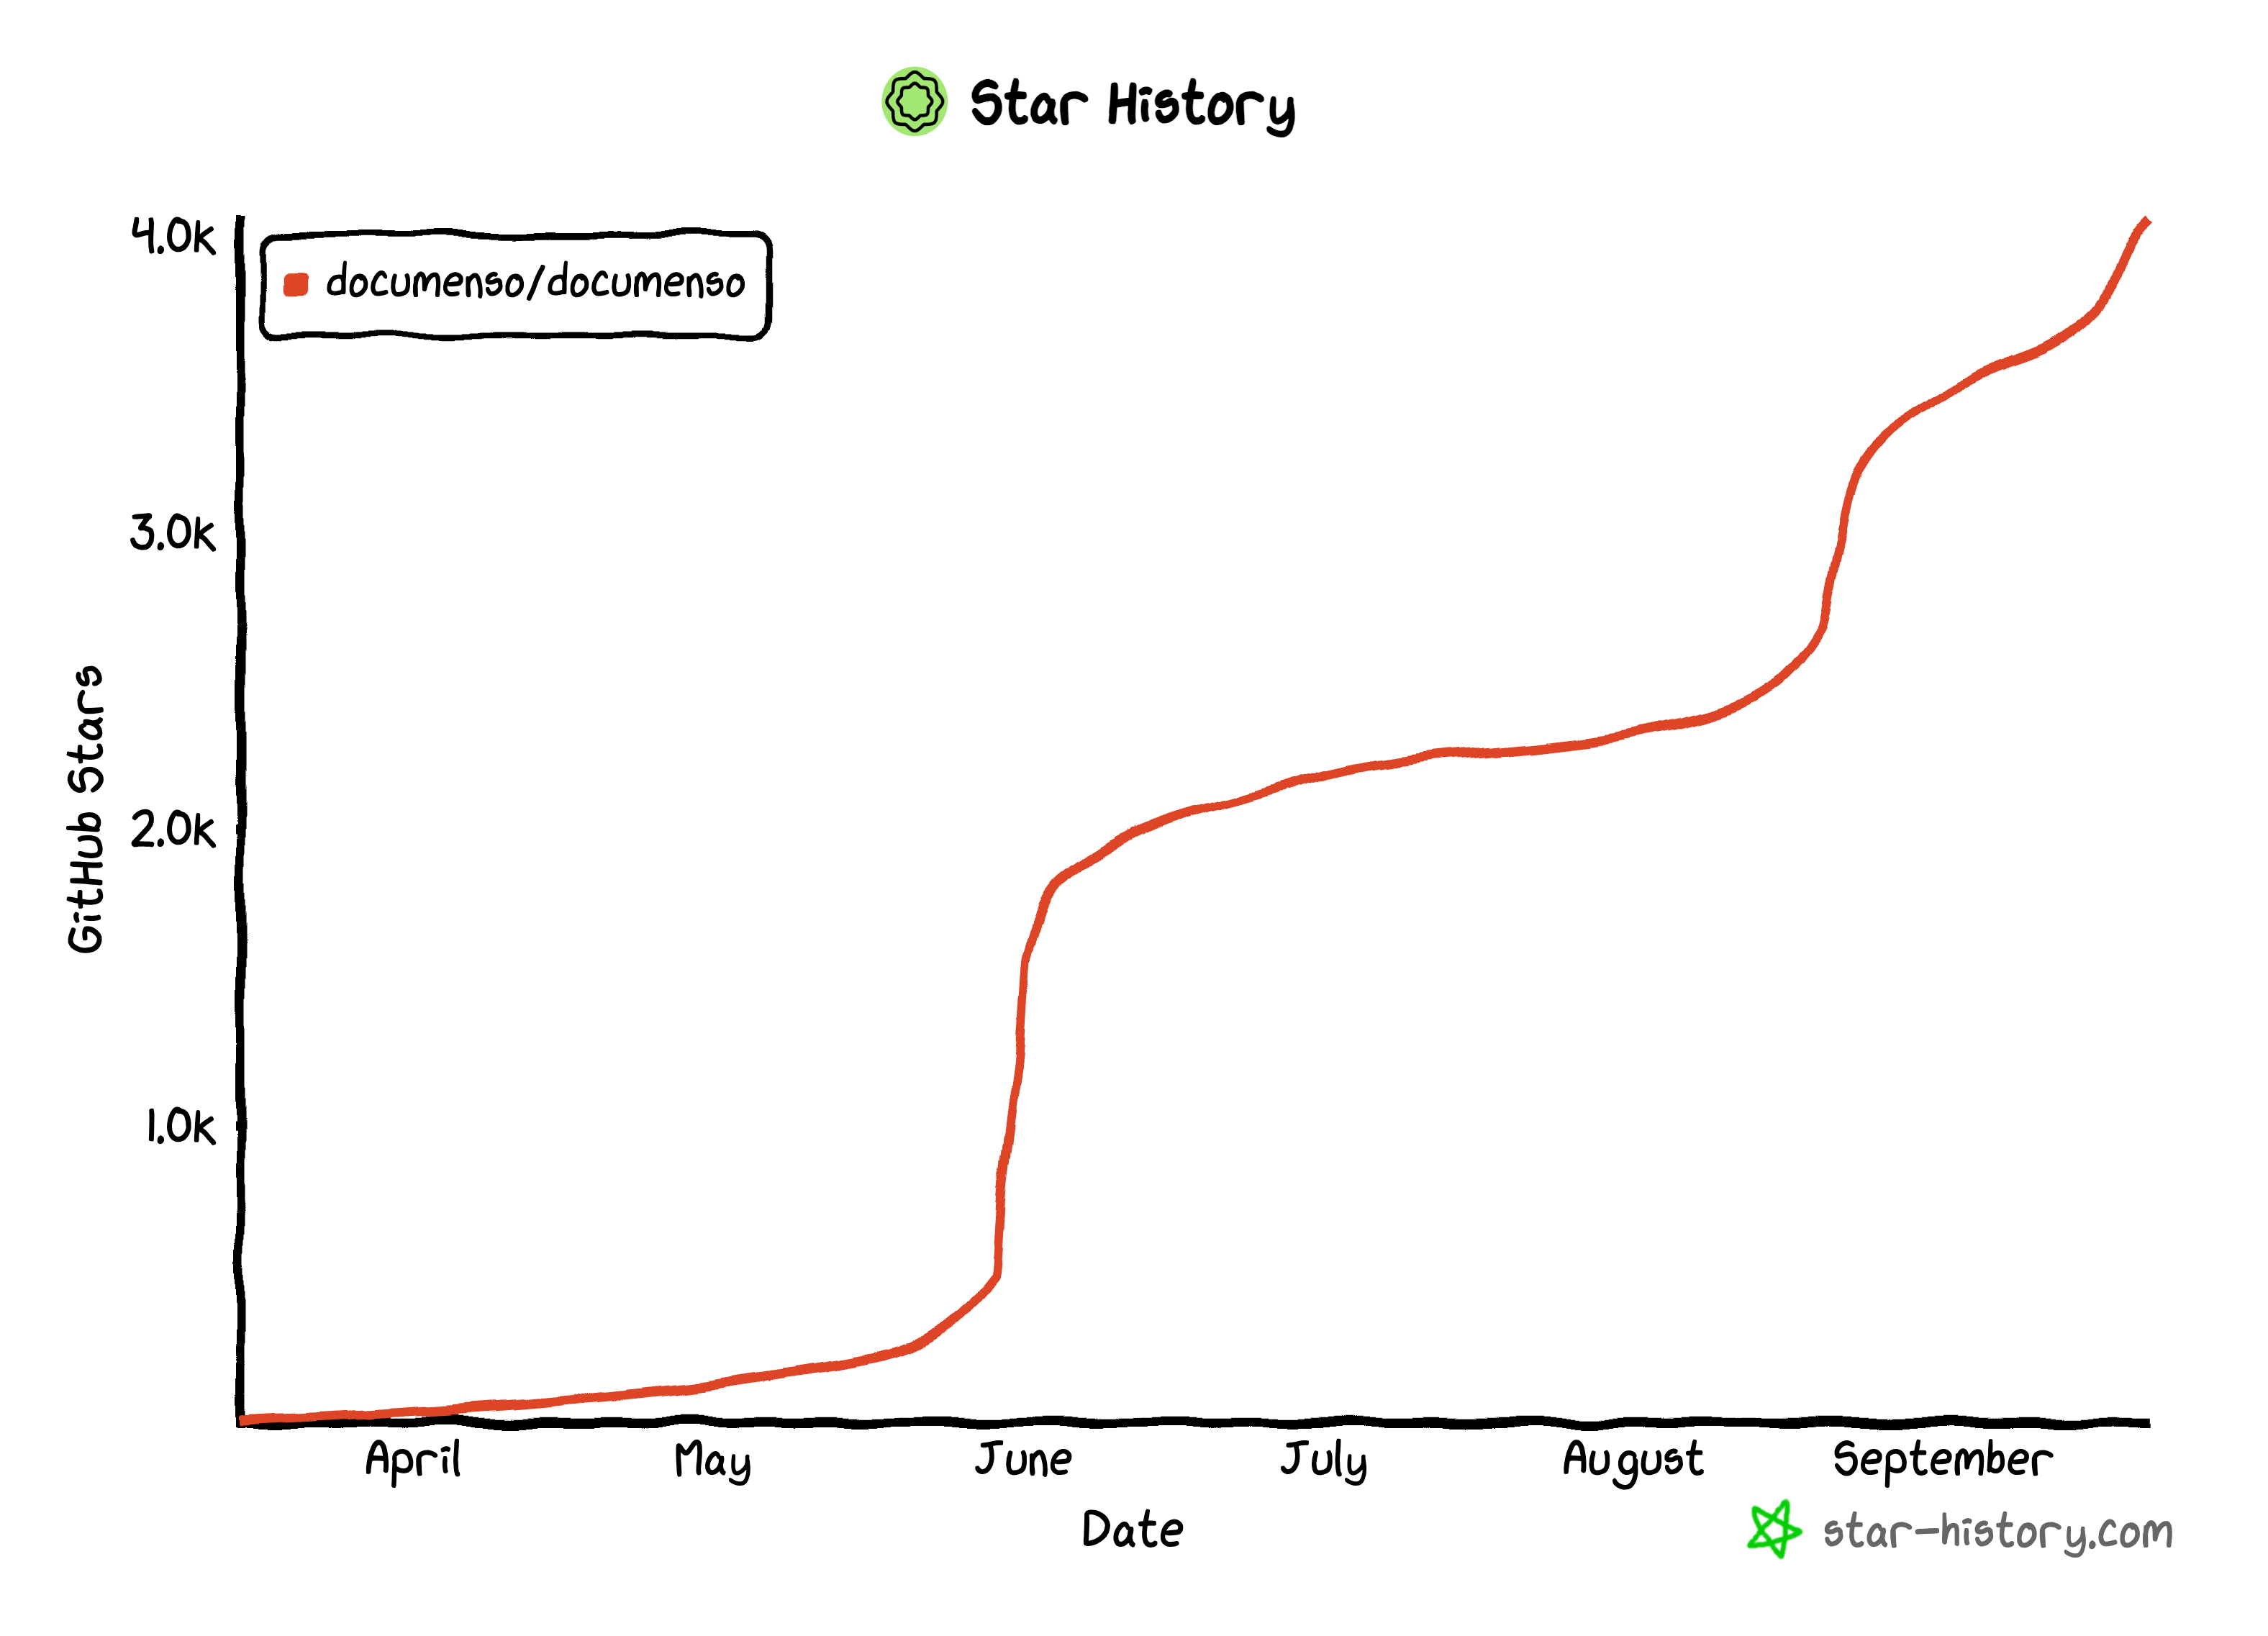 Star History
documenso/documenso
4.0k
3.0k
2.0k
1.0k
GitHub Stars
April
May
June
July
August
September
Date
star-history.com